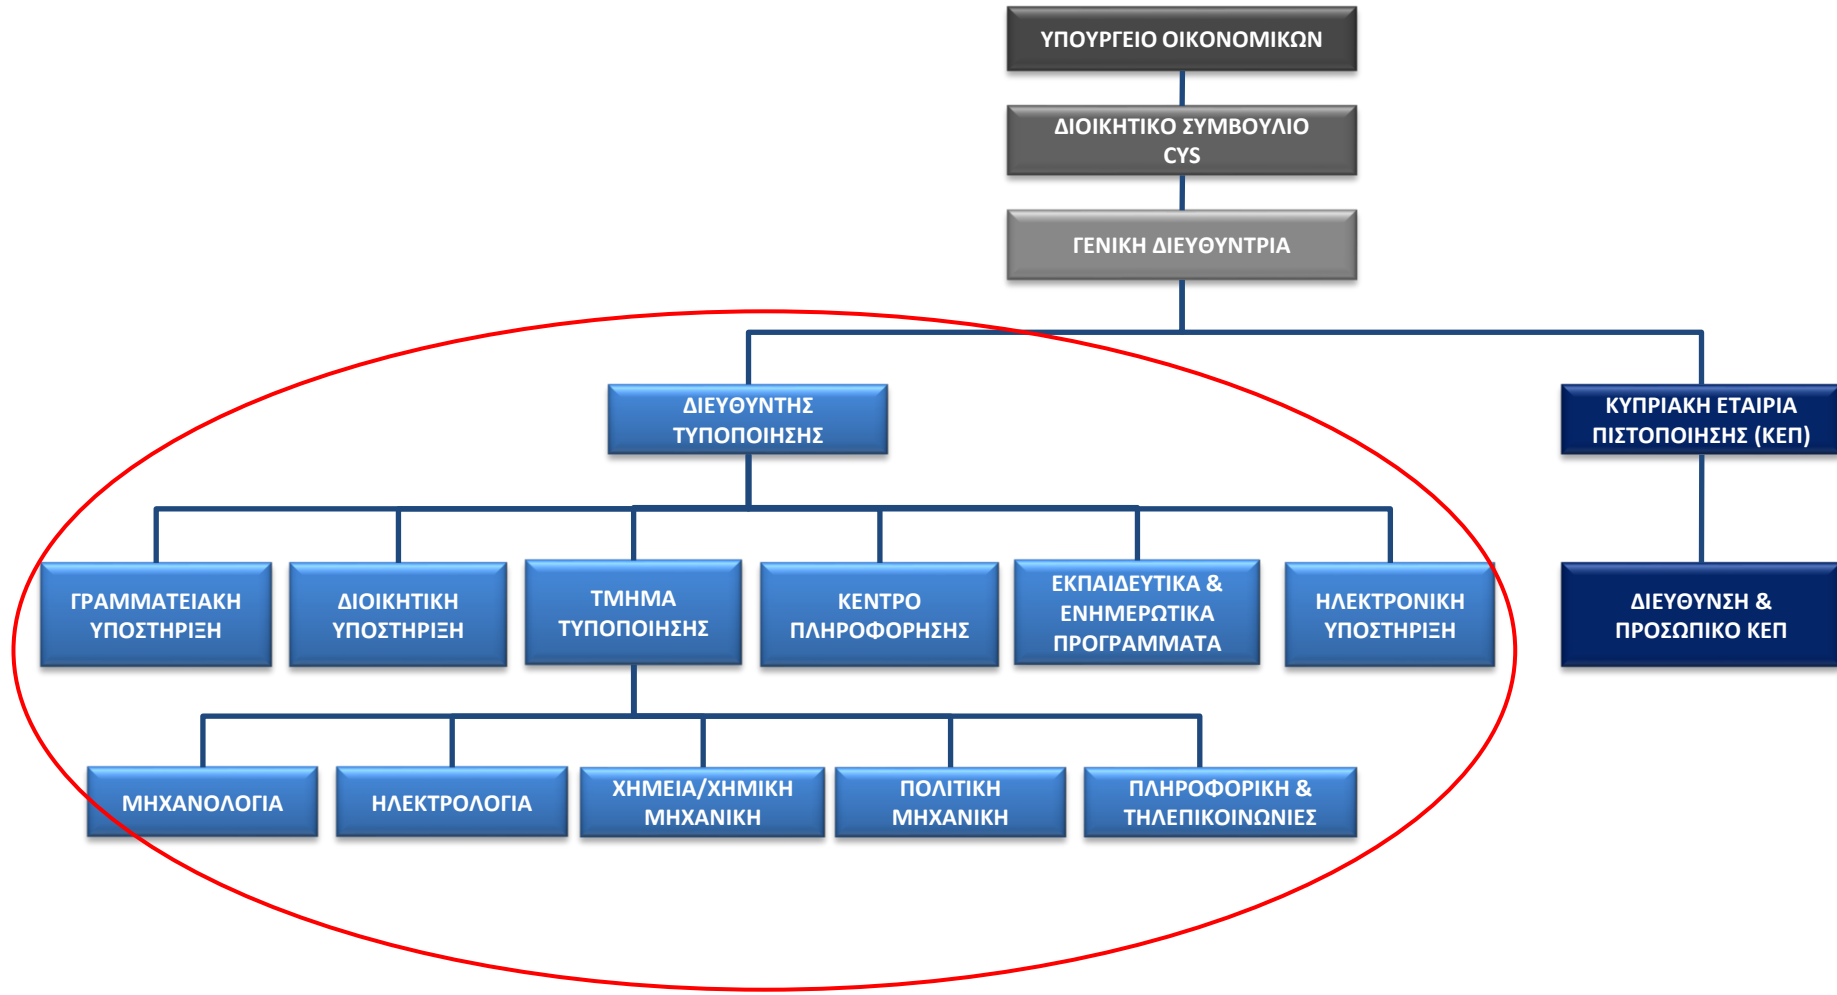 ΥΠΟΥΡΓΕΙΟ ΟΙΚΟΝΟΜΙΚΩΝ
ΔΙΟΙΚΗΤΙΚΟ ΣΥΜΒΟΥΛΙΟ
CYS
ΓΕΝΙΚΗ ΔΙΕΥΘΥΝΤΡΙΑ
ΔΙΕΥΘΥΝΤΗΣ
ΤΥΠΟΠΟΙΗΣΗΣ
ΚΥΠΡΙΑΚΗ ΕΤΑΙΡΙΑ
ΠΙΣΤΟΠΟΙΗΣΗΣ (ΚΕΠ)
ΓΡΑΜΜΑΤΕΙΑΚΗ
ΥΠΟΣΤΗΡΙΞΗ
ΔΙΟΙΚΗΤΙΚΗ
ΥΠΟΣΤΗΡΙΞΗ
ΤΜΗΜΑ
ΤΥΠΟΠΟΙΗΣΗΣ
ΚΕΝΤΡΟ
ΠΛΗΡΟΦΟΡΗΣΗΣ
ΕΚΠΑΙΔΕΥΤΙΚΑ &
ΕΝΗΜΕΡΩΤΙΚΑ
ΠΡΟΓΡΑΜΜΑΤΑ
ΗΛΕΚΤΡΟΝΙΚΗ
ΥΠΟΣΤΗΡΙΞΗ
ΔΙΕΥΘΥΝΣΗ &
ΠΡΟΣΩΠΙΚΟ ΚΕΠ
ΜΗΧΑΝΟΛΟΓΙΑ
ΗΛΕΚΤΡΟΛΟΓΙΑ
ΧΗΜΕΙΑ/ΧΗΜΙΚΗ
ΜΗΧΑΝΙΚΗ
ΠΟΛΙΤΙΚΗ
ΜΗΧΑΝΙΚΗ
ΠΛΗΡΟΦΟΡΙΚΗ &
ΤΗΛΕΠΙΚΟΙΝΩΝΙΕΣ